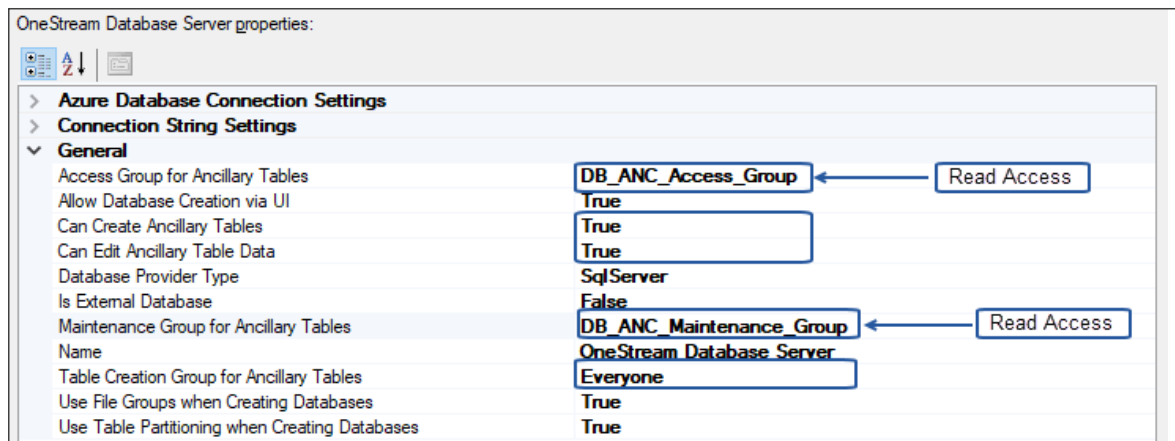 OneStream Database Server properties:
A
Z
Azure Database Connection Settings
Connection String Settings
General
Access Group for Ancillary Tables DB_ANC_Access_Group Read Access
Allow Database Creation via UI True
Can Create Ancillary Tables True
Can Edit Ancillary Table Data True
Database Provider Type SqlServer
Is External Database False
Maintenance Group for Ancillary Tables DB_ANC_Maintenance_Group Read Access
Name OneStream Database Server
Table Creation Group for Ancillary Tables Everyone
Use File Groups when Creating Databases True
Use Table Partitioning when Creating Databases True